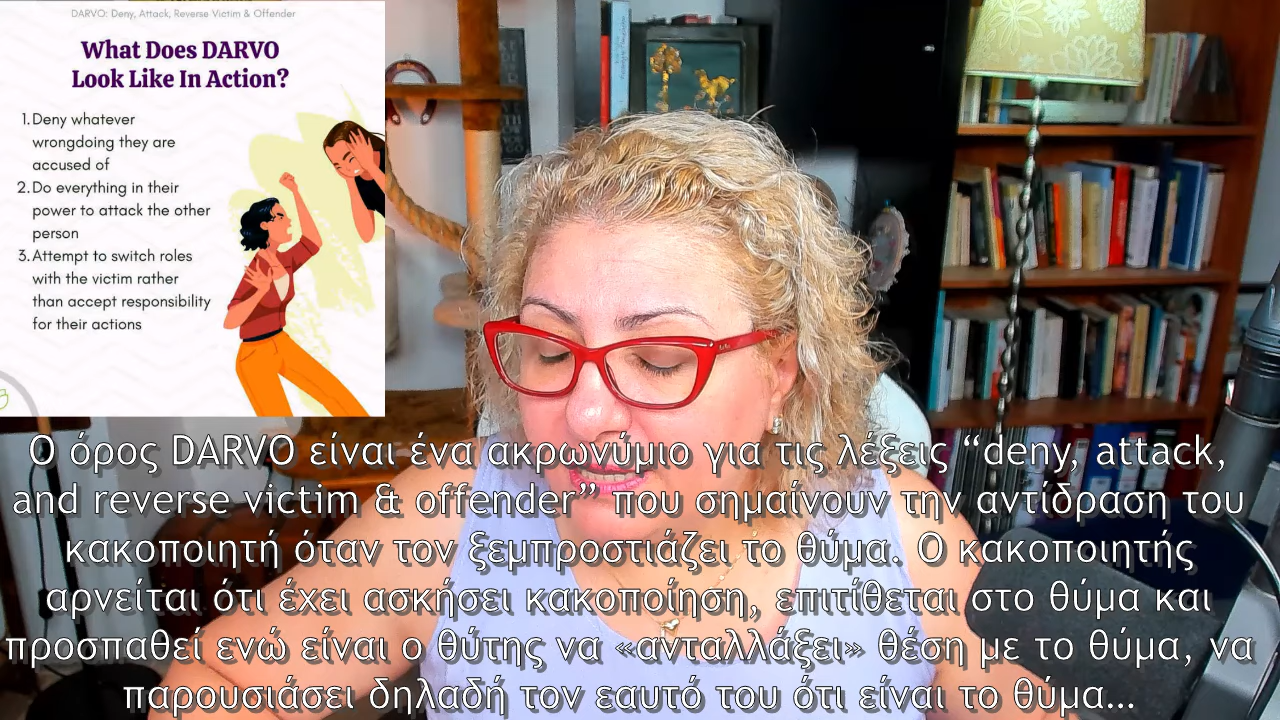 DARVO: Deny, Attack, Reverse Victim & Offender
What Does DARVO
Look Like In Action?
1. Deny whatever
wrongdoing they are
accused of
2. Do everything in their
power to attack the other
person
3. Attempt to switch roles
with the victim rather
than accept responsibility
for their actions
Ο όρος DARVO είναι ένα ακρωνύμιο για τις λέξεις “deny, attack,
and reverse victim & offender” που σημαίνουν την αντίδραση του
κακοποιητή όταν τον ξεμπροστιάζει το θύμα. Ο κακοποιητής
αρνείται ότι έχει ασκήσει κακοποίηση, επιτίθεται στο θύμα και
προσπαθεί ενώ είναι ο θύτης να «ανταλλάξει» θέση με το θύμα, να
παρουσιάσει δηλαδή τον εαυτό του ότι είναι το θύμα...